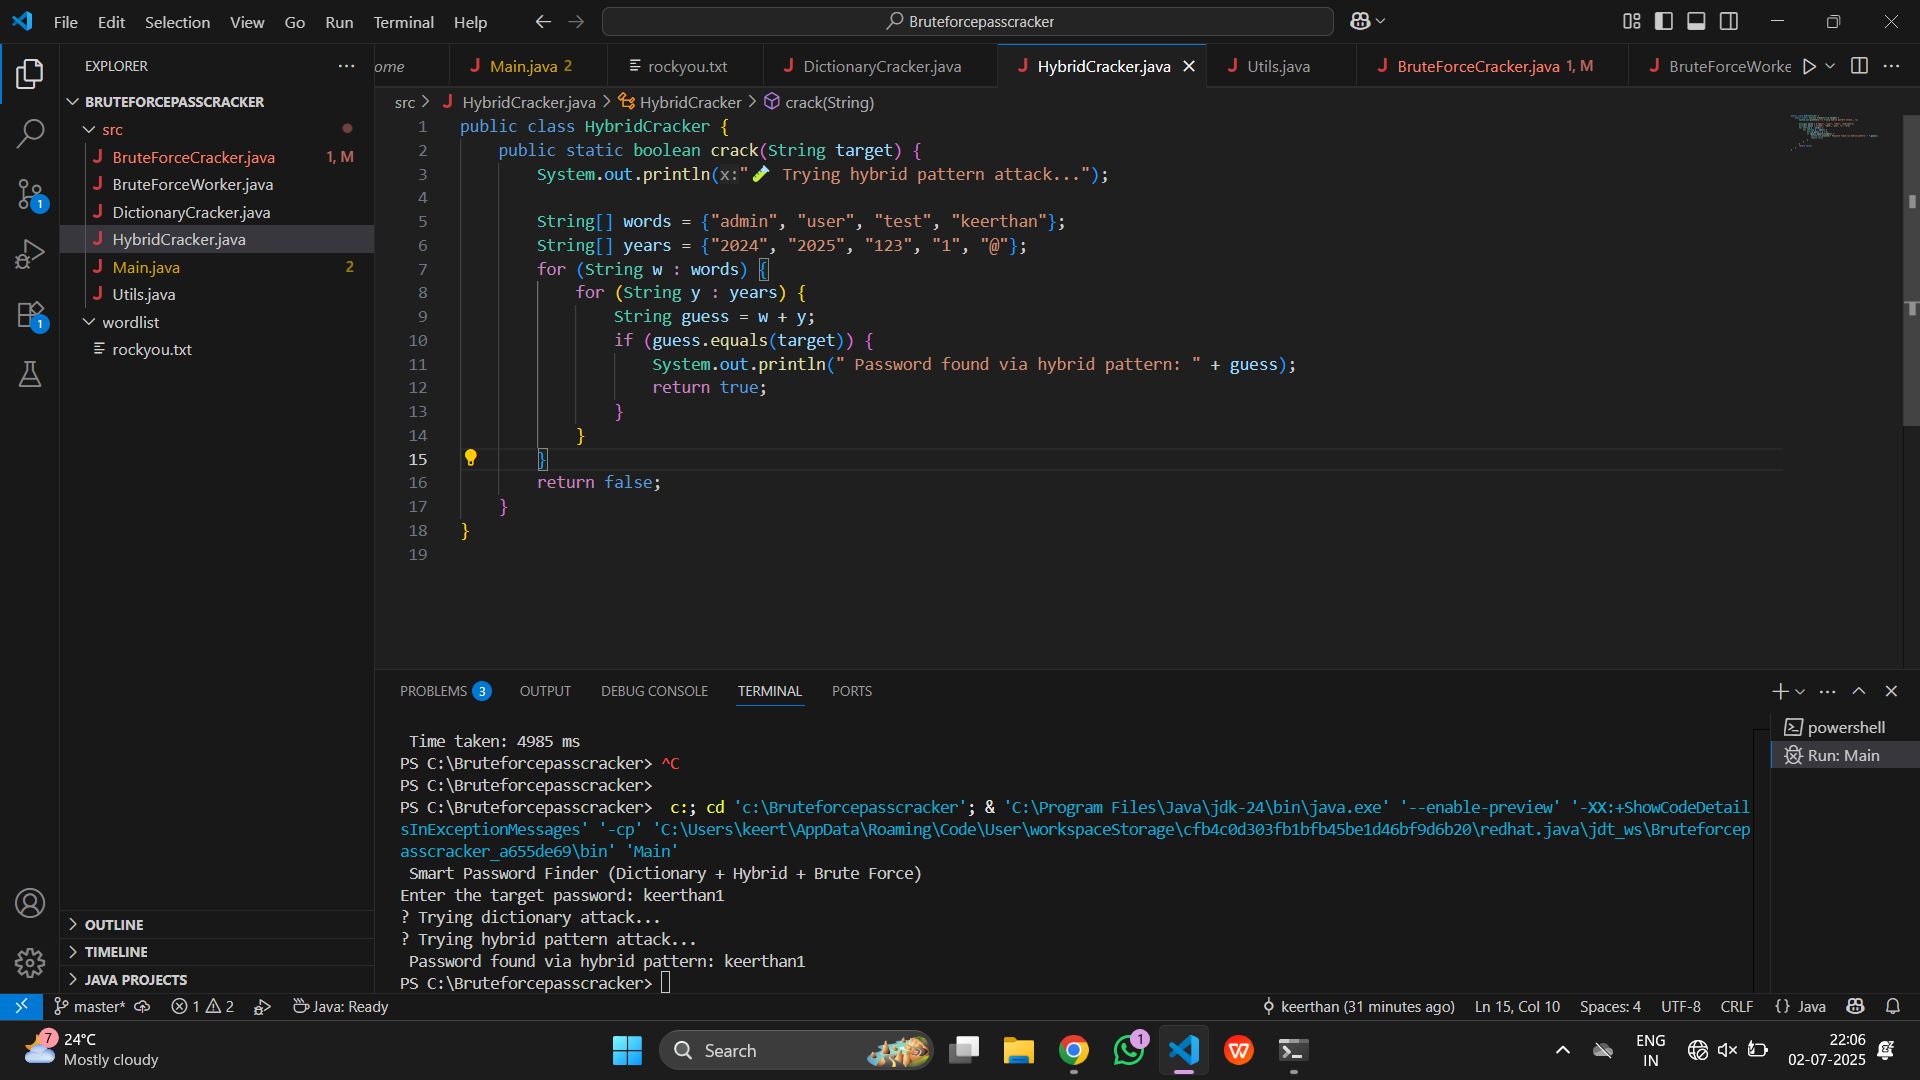 File Edit Selection View Go Run Terminal Help
Bruteforcepasscracker
EXPLORER
BRUTEFORCEPASSCRACKER
src
BruteForceCracker.java 1, M
BruteForceWorker.java
DictionaryCracker.java
HybridCracker.java
Main.java 2
Utils.java
wordlist
rockyou.txt
OUTLINE
TIMELINE
JAVA PROJECTS
1
1
ome Main.java 2 rockyou.txt DictionaryCracker.java HybridCracker.java Utils.java BruteForceCracker.java 1, M BruteForceWorke
src > HybridCracker.java > HybridCracker > crack(String)
1 public class HybridCracker {
2 public static boolean crack(String target) {
3 System.out.println(x:"🧪 Trying hybrid pattern attack...");
4
5 String[] words = {"admin", "user", "test", "keerthan"};
6 String[] years = {"2024", "2025", "123", "1", "@"};
7 for (String w : words) {
8 for (String y : years) {
9 String guess = w + y;
10 if (guess.equals(target)) {
11 System.out.println(" Password found via hybrid pattern: " + guess);
12 return true;
13 }
14 }
15 }
16 return false;
17 }
18 }
19
PROBLEMS 3 OUTPUT DEBUG CONSOLE TERMINAL PORTS
Time taken: 4985 ms
PS C:\Bruteforcepasscracker> ^C
PS C:\Bruteforcepasscracker>
PS C:\Bruteforcepasscracker>  c:; cd 'c:\Bruteforcepasscracker'; & 'C:\Program Files\Java\jdk-24\bin\java.exe' '--enable-preview' '-XX:+ShowCodeDetail
sInExceptionMessages' '-cp' 'C:\Users\keert\AppData\Roaming\Code\User\workspaceStorage\cfb4c0d303fb1bfb45be1d46bf9d6b20\redhat.java\jdt_ws\Bruteforcep
asscracker_a655de69\bin' 'Main'
Smart Password Finder (Dictionary + Hybrid + Brute Force)
Enter the target password: keerthan1
? Trying dictionary attack...
? Trying hybrid pattern attack...
Password found via hybrid pattern: keerthan1
PS C:\Bruteforcepasscracker>
powershell
Run: Main
master* 1 2 Java: Ready keerthan (31 minutes ago) Ln 15, Col 10 Spaces: 4 UTF-8 CRLF {} Java
7
24°C
Mostly cloudy
Search
1
ENG
IN
22:06
02-07-2025